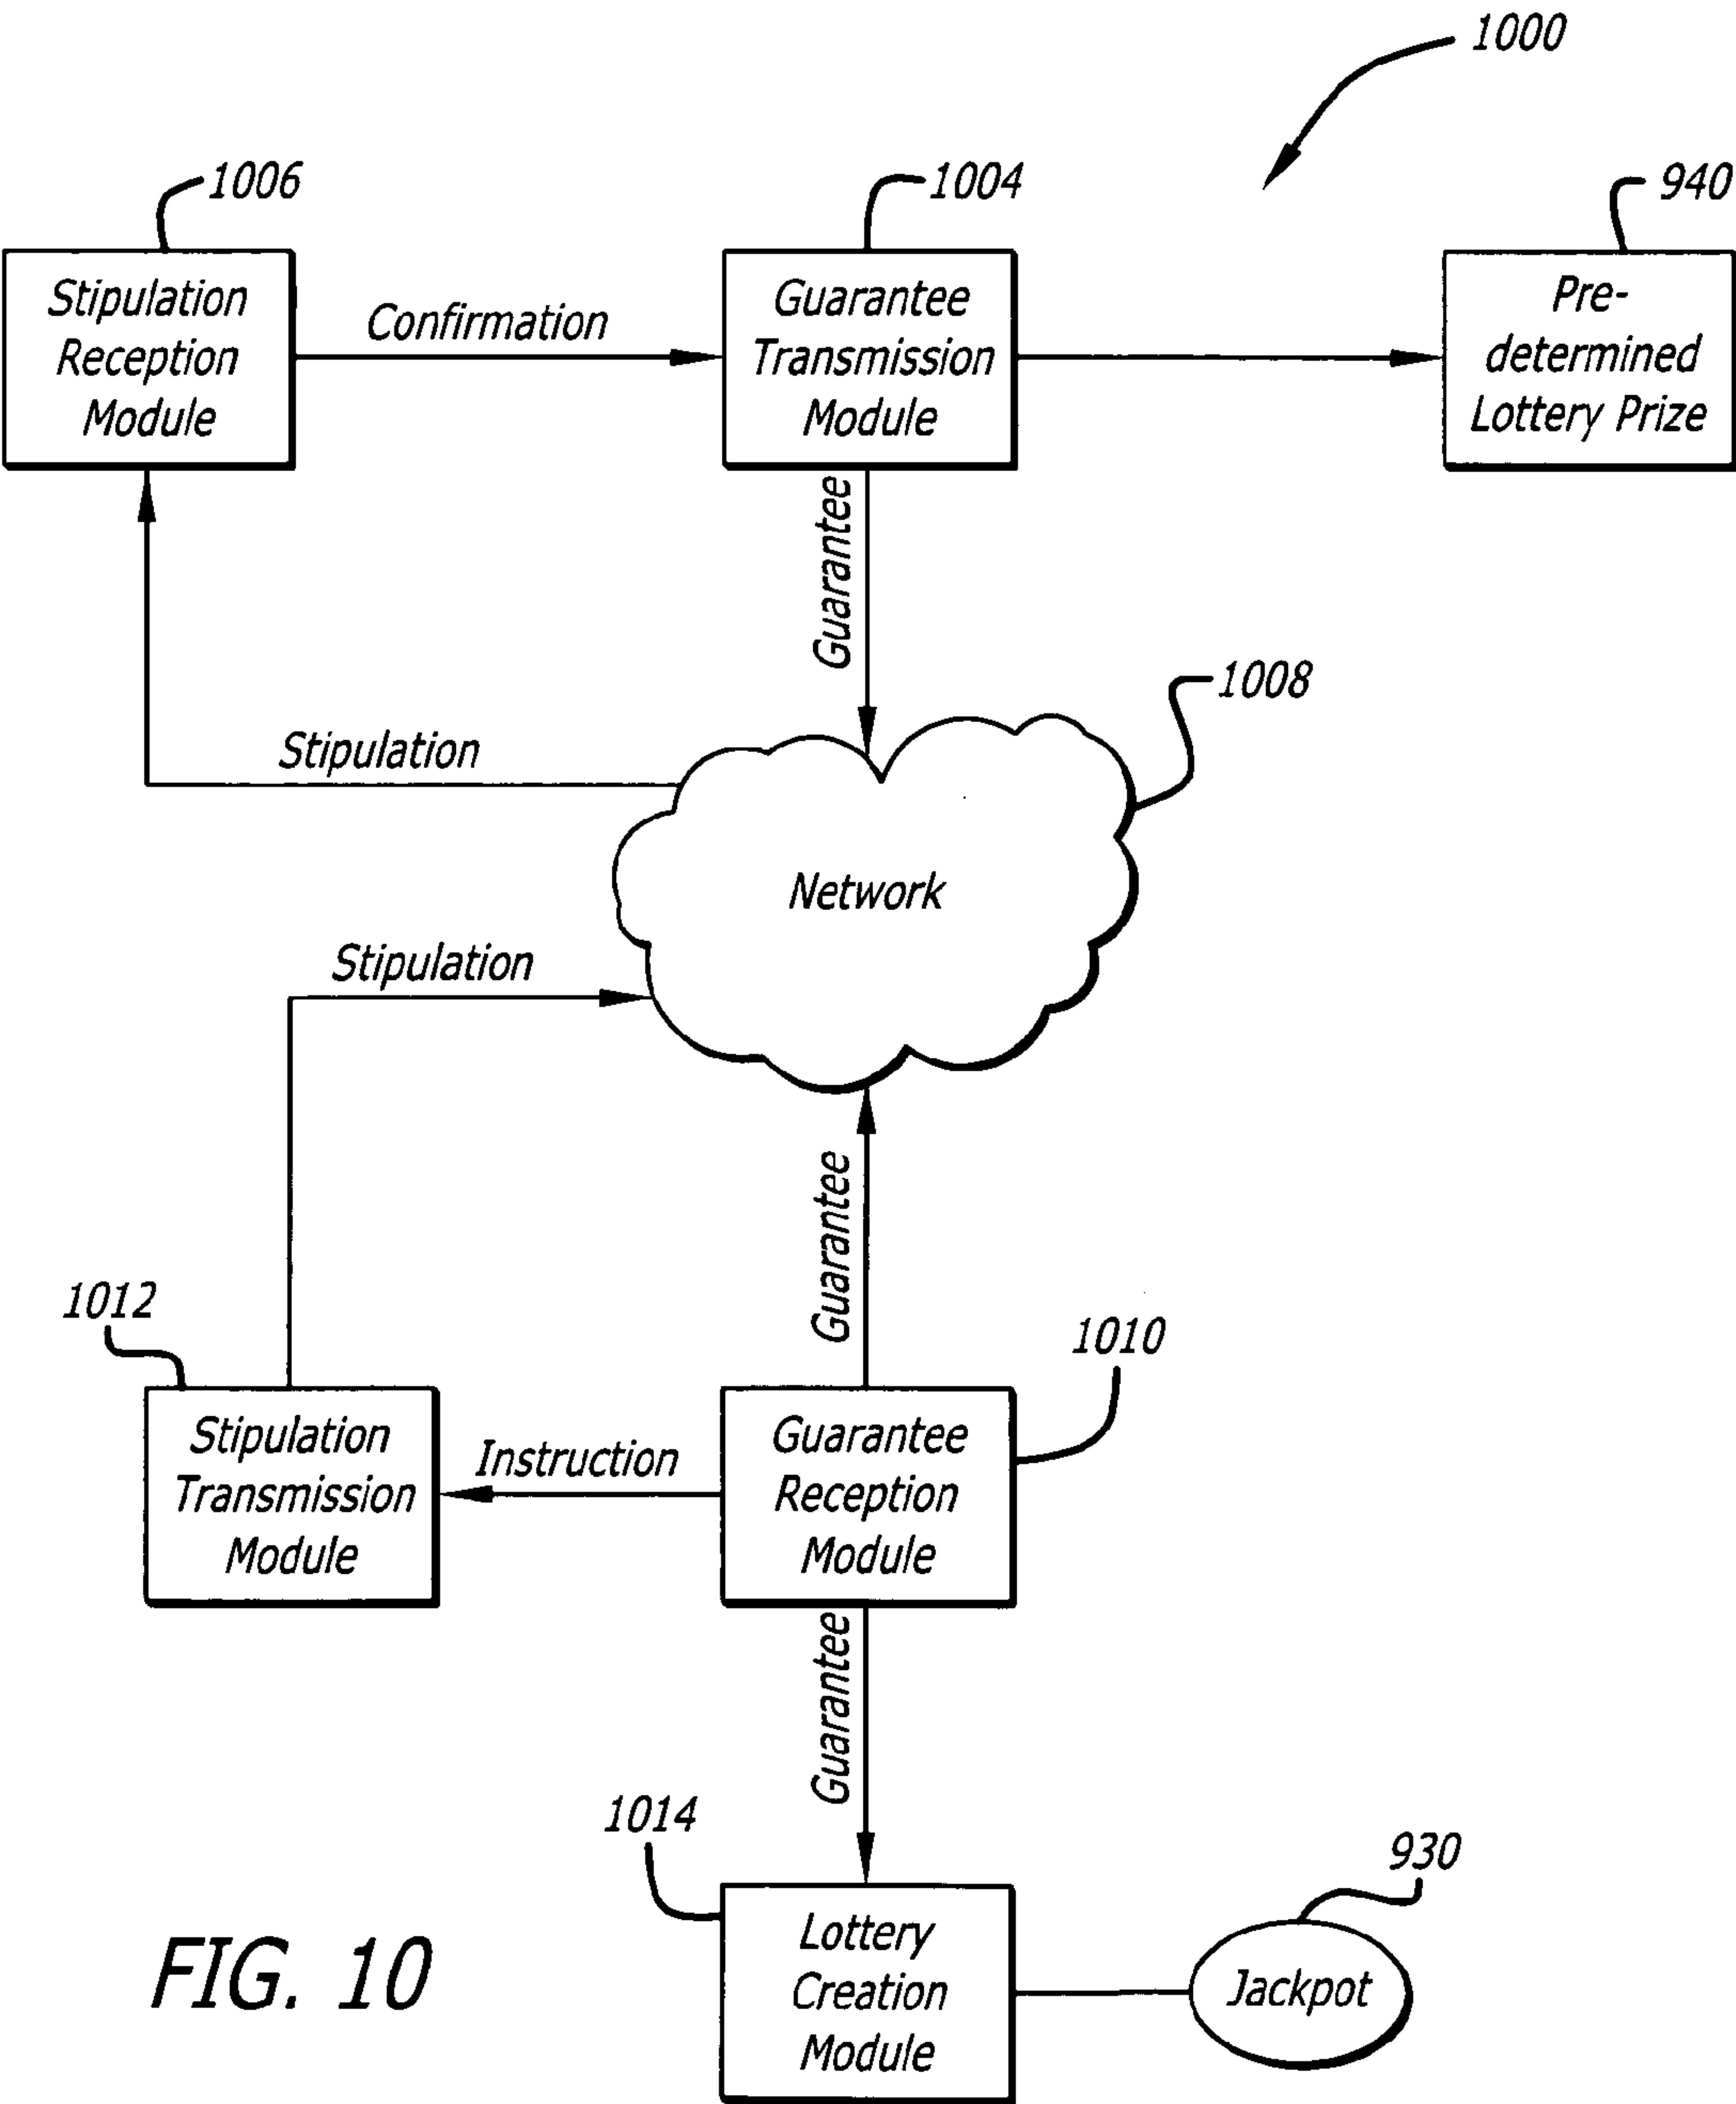 1000
1006
1004
940
Stipulation
Reception
Module
Confirmation
Guarantee
Transmission
Module
Pre-
determined
Lottery Prize
Guarantee
1008
Stipulation
Network
Stipulation
Guarantee
1012
1010
Stipulation
Transmission
Module
Instruction
Guarantee
Reception
Module
Guarantee
1014
930
Lottery
Creation
Module
Jackpot
FIG. 10